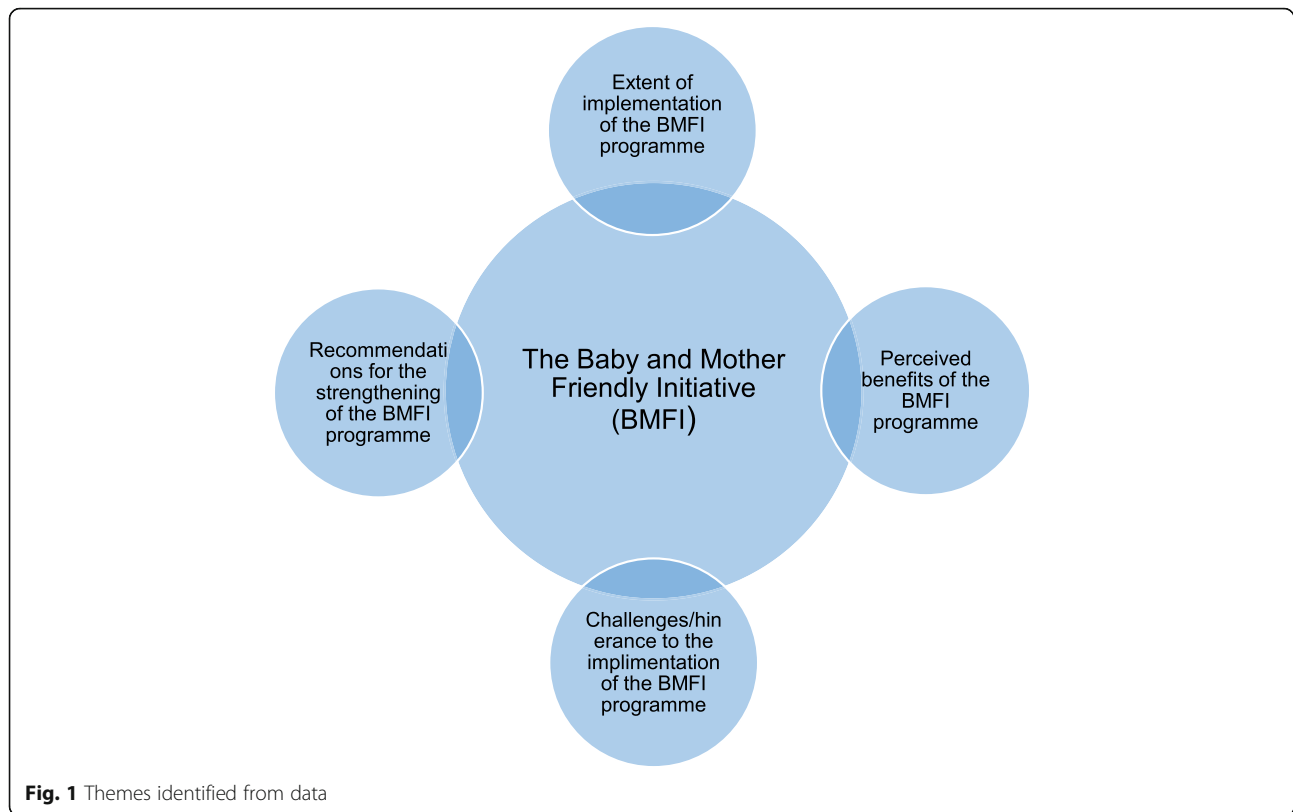 Extent of
implementation
of the BMFI
programme
Recommendati
ons for the
strengthening
of the BMFI
programme
The Baby and Mother
Friendly Initiative
(BMFI)
Perceived
benefits of the
BMFI
programme
Challenges/hin
erance to the
implimentation
of the BMFI
programme
Fig. 1 Themes identified from data